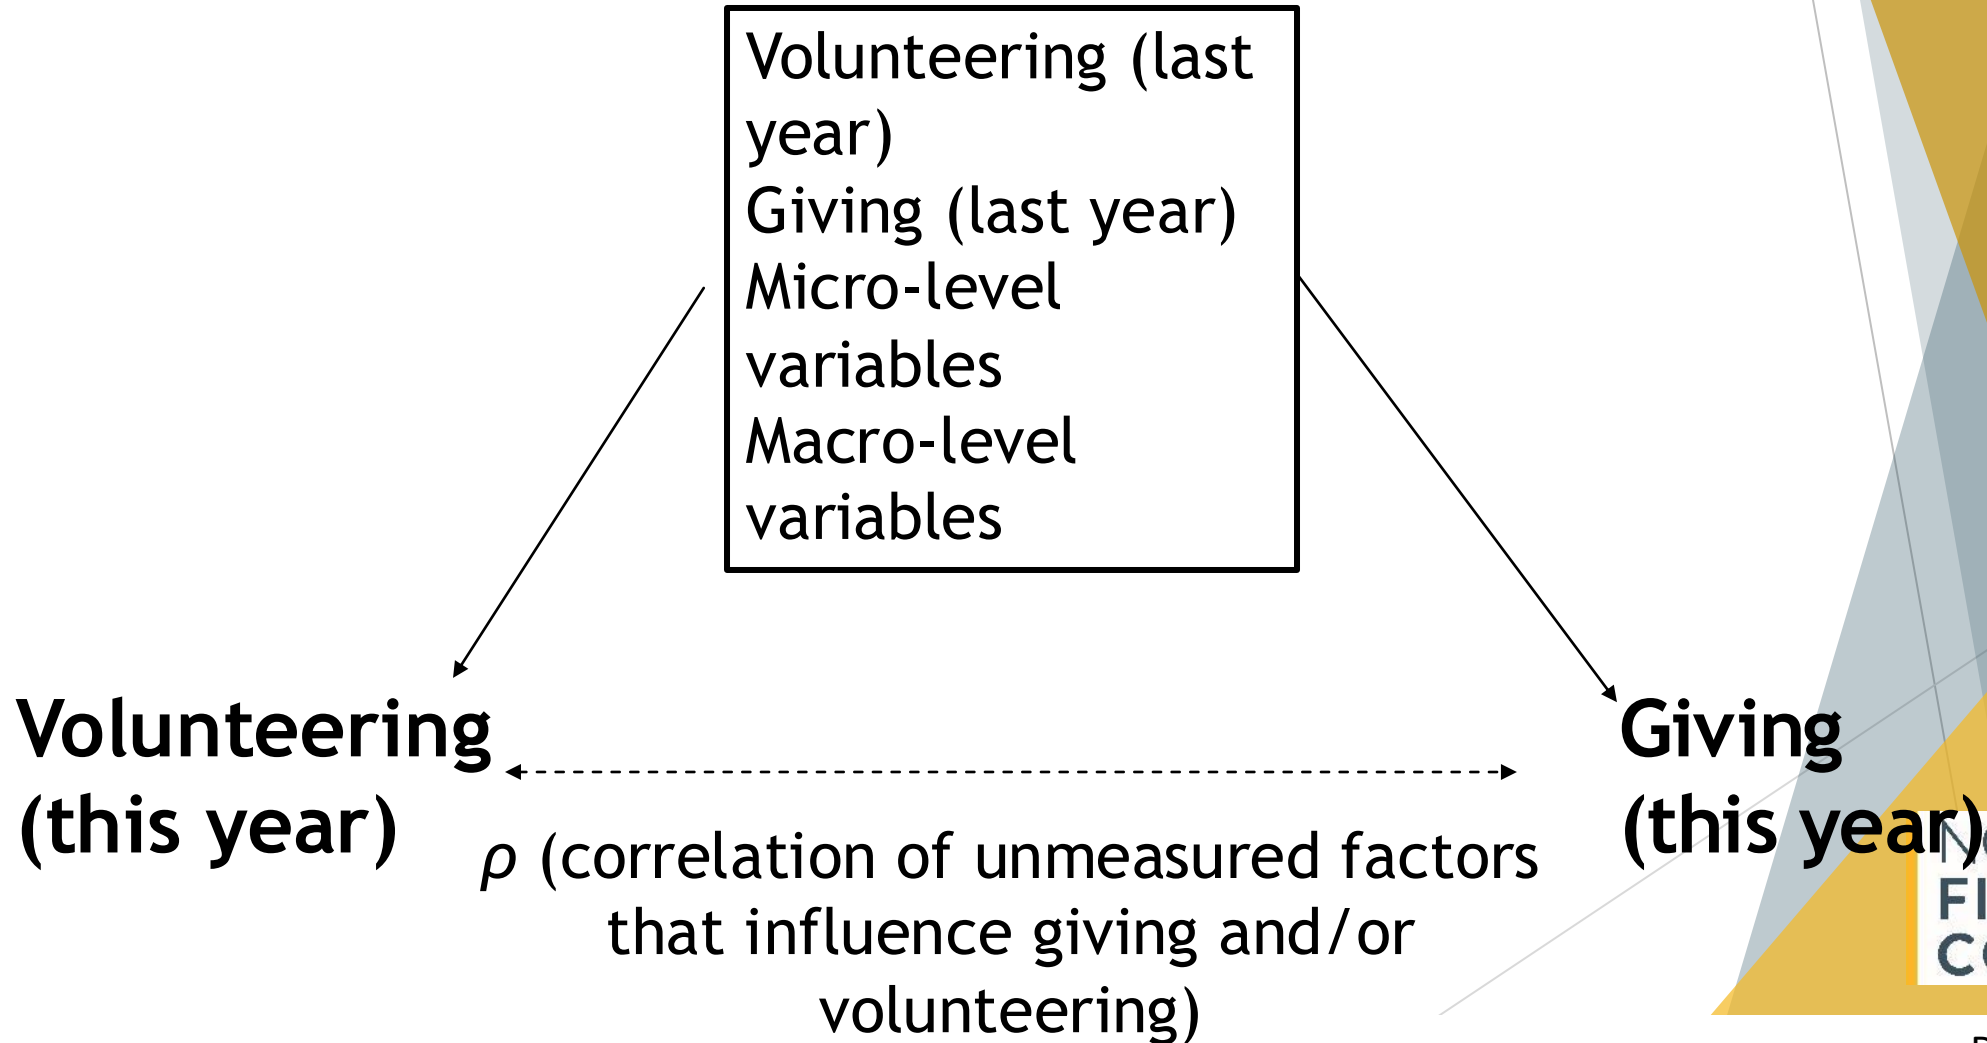 Volunteering (last
year)
Giving (last year)
Micro-level
variables
Macro-level
variables
Volunteering
(this year)
Giving
(this year)
ρ (correlation of unmeasured factors
that influence giving and/or
volunteering)